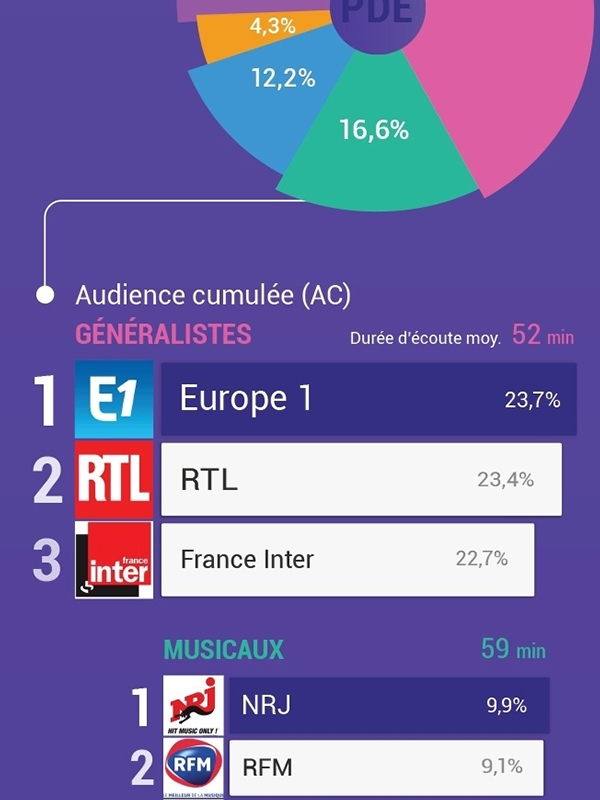 PDE
4,3%
12,2%
16,6%
Audience cumulée (AC)
GÉNÉRALISTES
Durée d'écoute moy. 52 min
1 E1 Europe 1 23,7%
2 RTL RTL 23,4%
3 france inter France Inter 22,7%
MUSICAUX 59 min
1 NRJ HIT MUSIC ONLY ! NRJ 9,9%
2 RFM LE MEILLEUR DE LA MUSIQUE RFM 9,1%